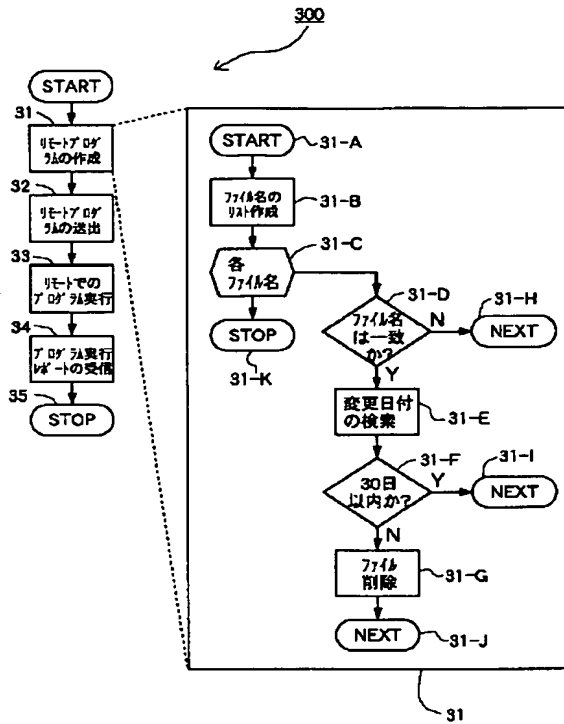 300
START
31
リモートプログ
ラムの作成
32
リモートプログ
ラムの送出
33
リモートでの
プログラム実行
34
プログラム実行
レポートの受信
35
STOP
START
31-A
ファイル名の
リスト作成
31-B
各
ファイル名
31-C
STOP
31-K
ファイル名
は一致
か?
31-D
N
31-H
NEXT
Y
変更日付
の検索
31-E
30日
以内か?
31-F
Y
31-I
NEXT
N
ファイル
削除
31-G
NEXT
31-J
31